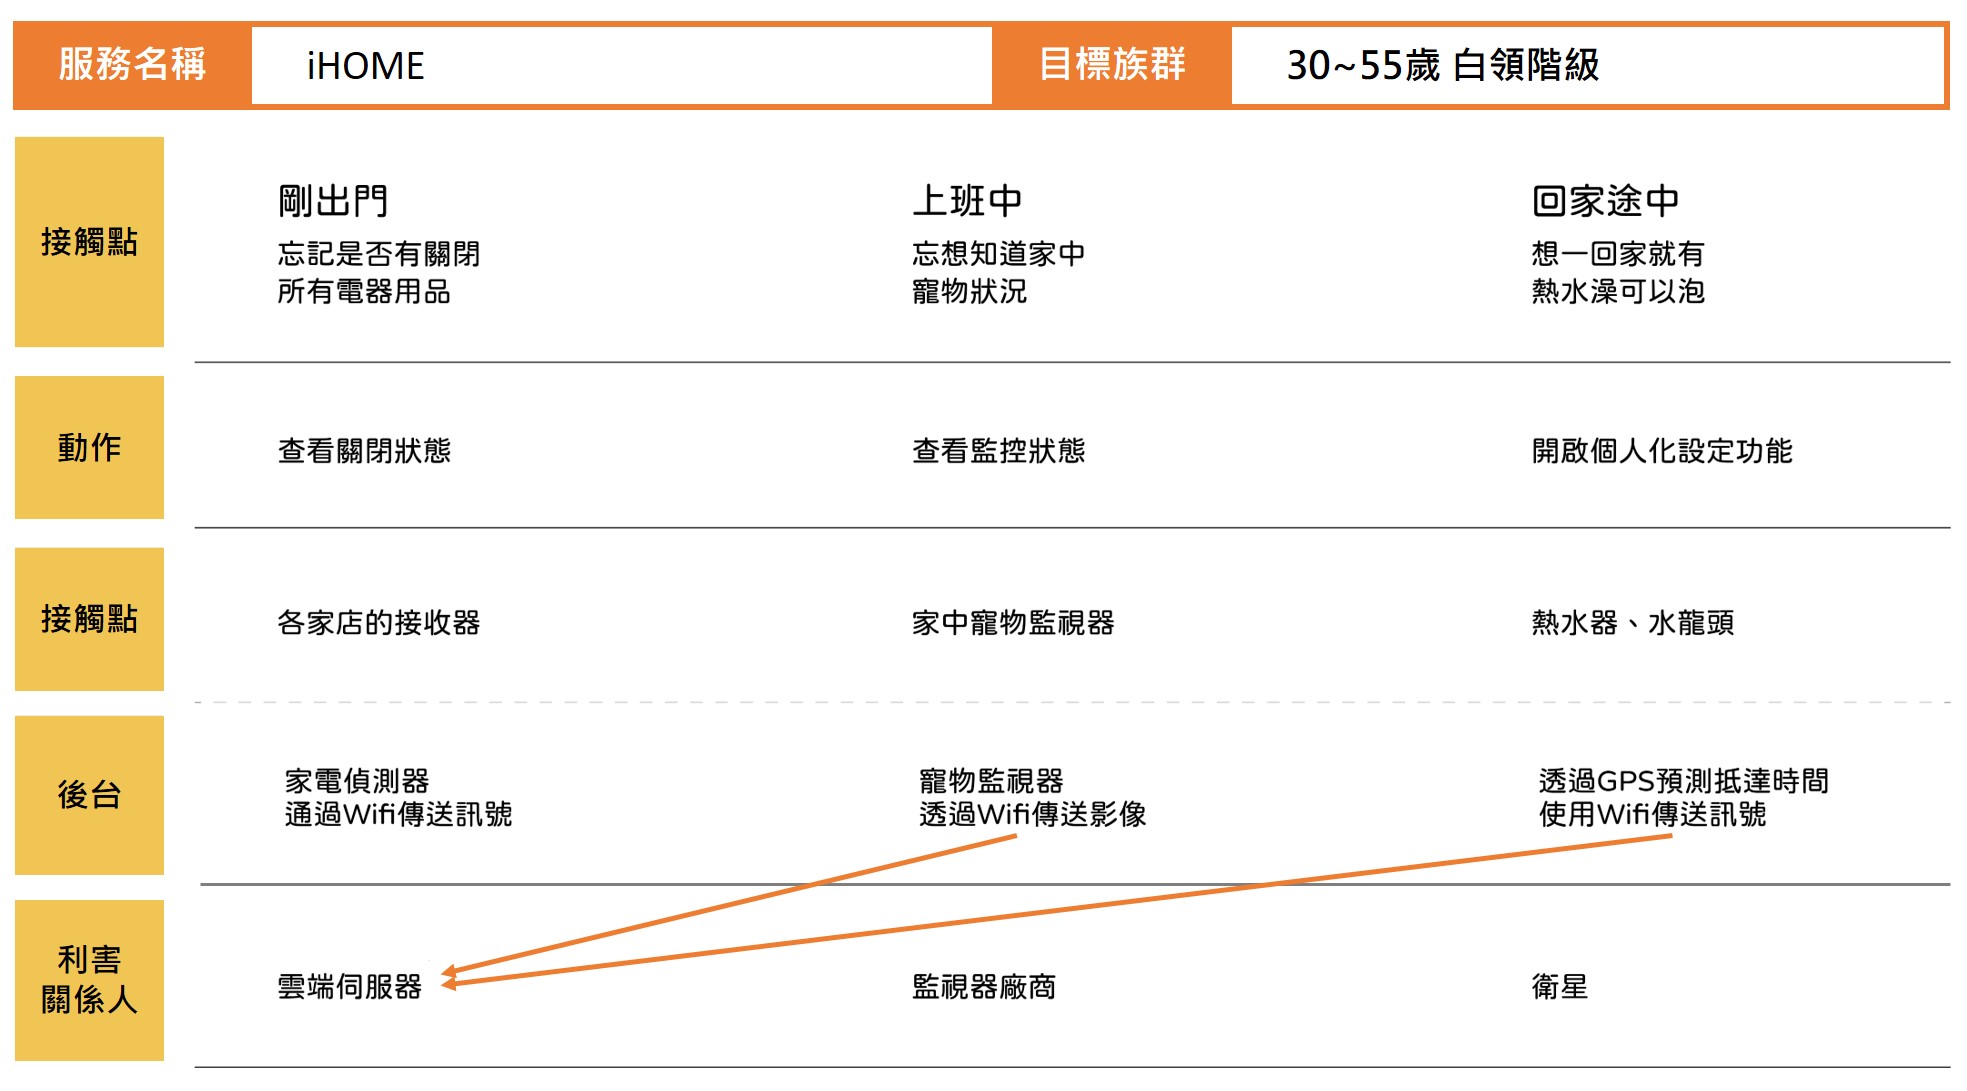 服務名稱
iHOME
目標族群
30~55歲 白領階級
接觸點
剛出門
忘記是否有關閉
所有電器用品
上班中
忘想知道家中
寵物狀況
回家途中
想一回家就有
熱水澡可以泡
動作
查看關閉狀態
查看監控狀態
開啟個人化設定功能
接觸點
各家店的接收器
家中寵物監視器
熱水器、水龍頭
後台
家電偵測器
通過Wifi傳送訊號
寵物監視器
透過Wifi傳送影像
透過GPS預測抵達時間
使用Wifi傳送訊號
利害
關係人
雲端伺服器
監視器廠商
衛星